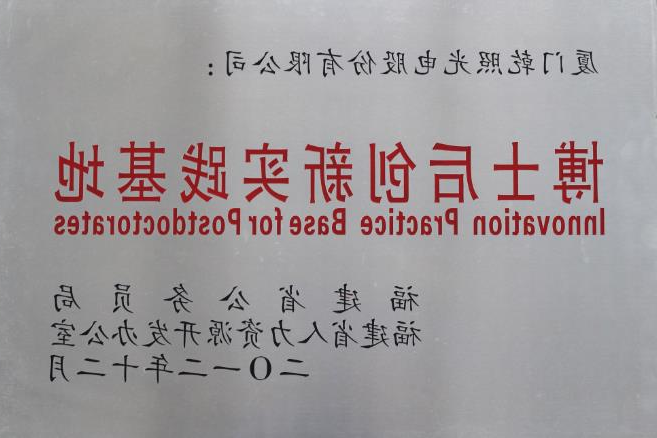 厦门乾照光电股份有限公司：
博士后创新实践基地
Innovation Practice Base for Postdoctorates
福建省公务员局
福建省人力资源开发办公室
二〇一二年十二月